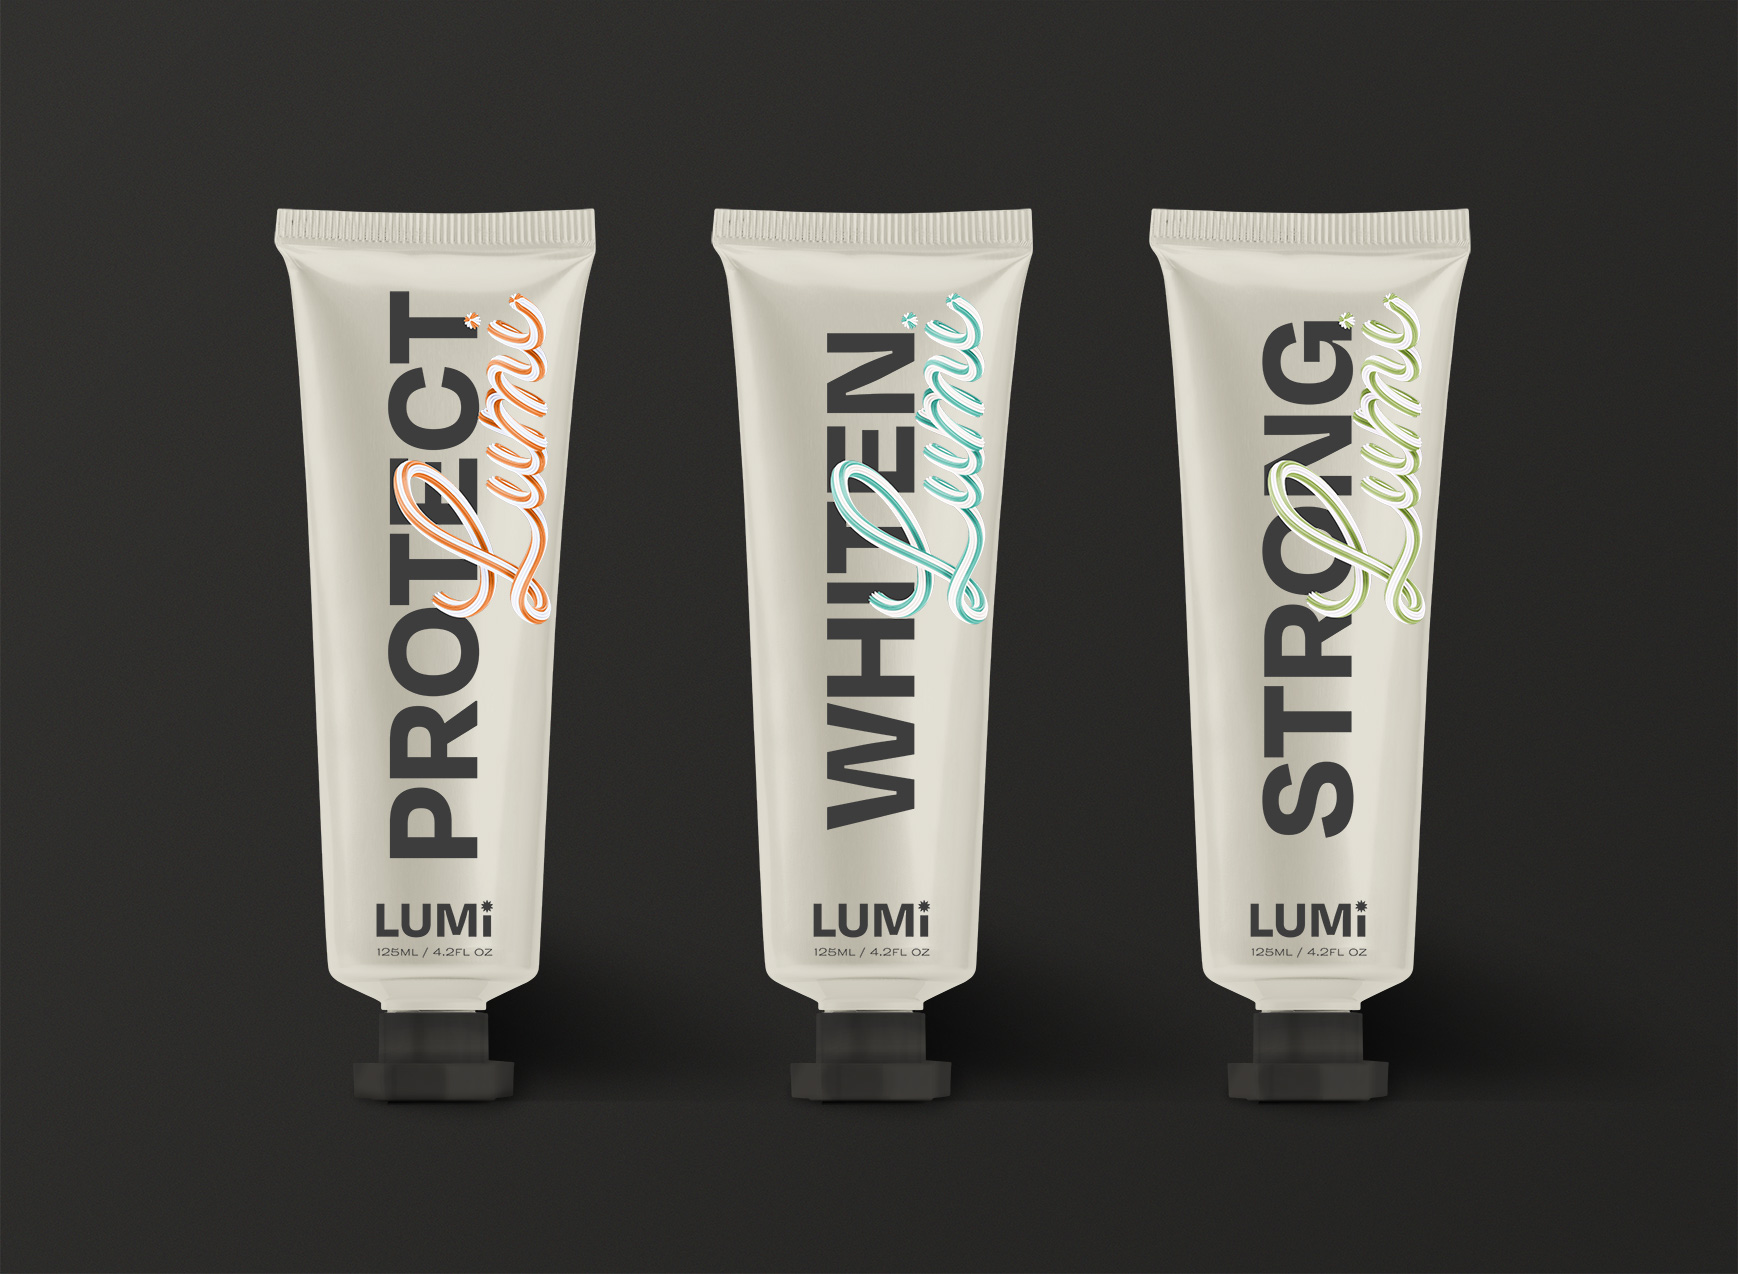 PROTECT
Lumi
LUMi
125ML / 4.2FL OZ
WHITEN
Lumi
LUMi
125ML / 4.2FL OZ
STRONG
Lumi
LUMi
125ML / 4.2FL OZ